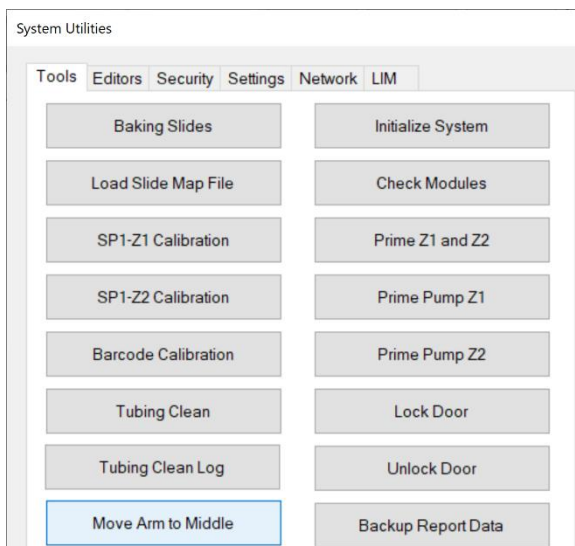 System Utilities
Tools Editors Security Settings Network LIM
Baking Slides Initialize System
Load Slide Map File Check Modules
SP1-Z1 Calibration Prime Z1 and Z2
SP1-Z2 Calibration Prime Pump Z1
Barcode Calibration Prime Pump Z2
Tubing Clean Lock Door
Tubing Clean Log Unlock Door
Move Arm to Middle Backup Report Data